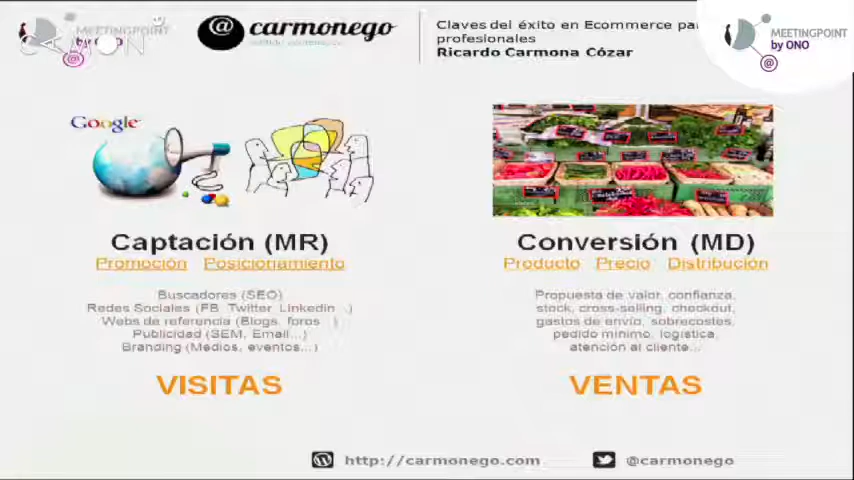 carmonego
Claves del éxito en Ecommerce pa
profesionales
Ricardo Carmona Cózar
MEETINGPOINT
by ONO
Google
Captación (MR)
Promoción Posicionamiento
Buscadores (SEO)
Redes Sociales (FB, Twitter, Linkedin...)
Webs de referencia (Blogs, foros...)
Publicidad (SEM, Email...)
Branding (Medios, eventos...)
VISITAS
Conversión (MD)
Producto Precio Distribución
Propuesta de valor, confianza,
stock, cross-selling, checkout,
gastos de envío, sobrecostes,
pedido mínimo, logística,
atención al cliente...
VENTAS
http://carmonego.com
@carmonego